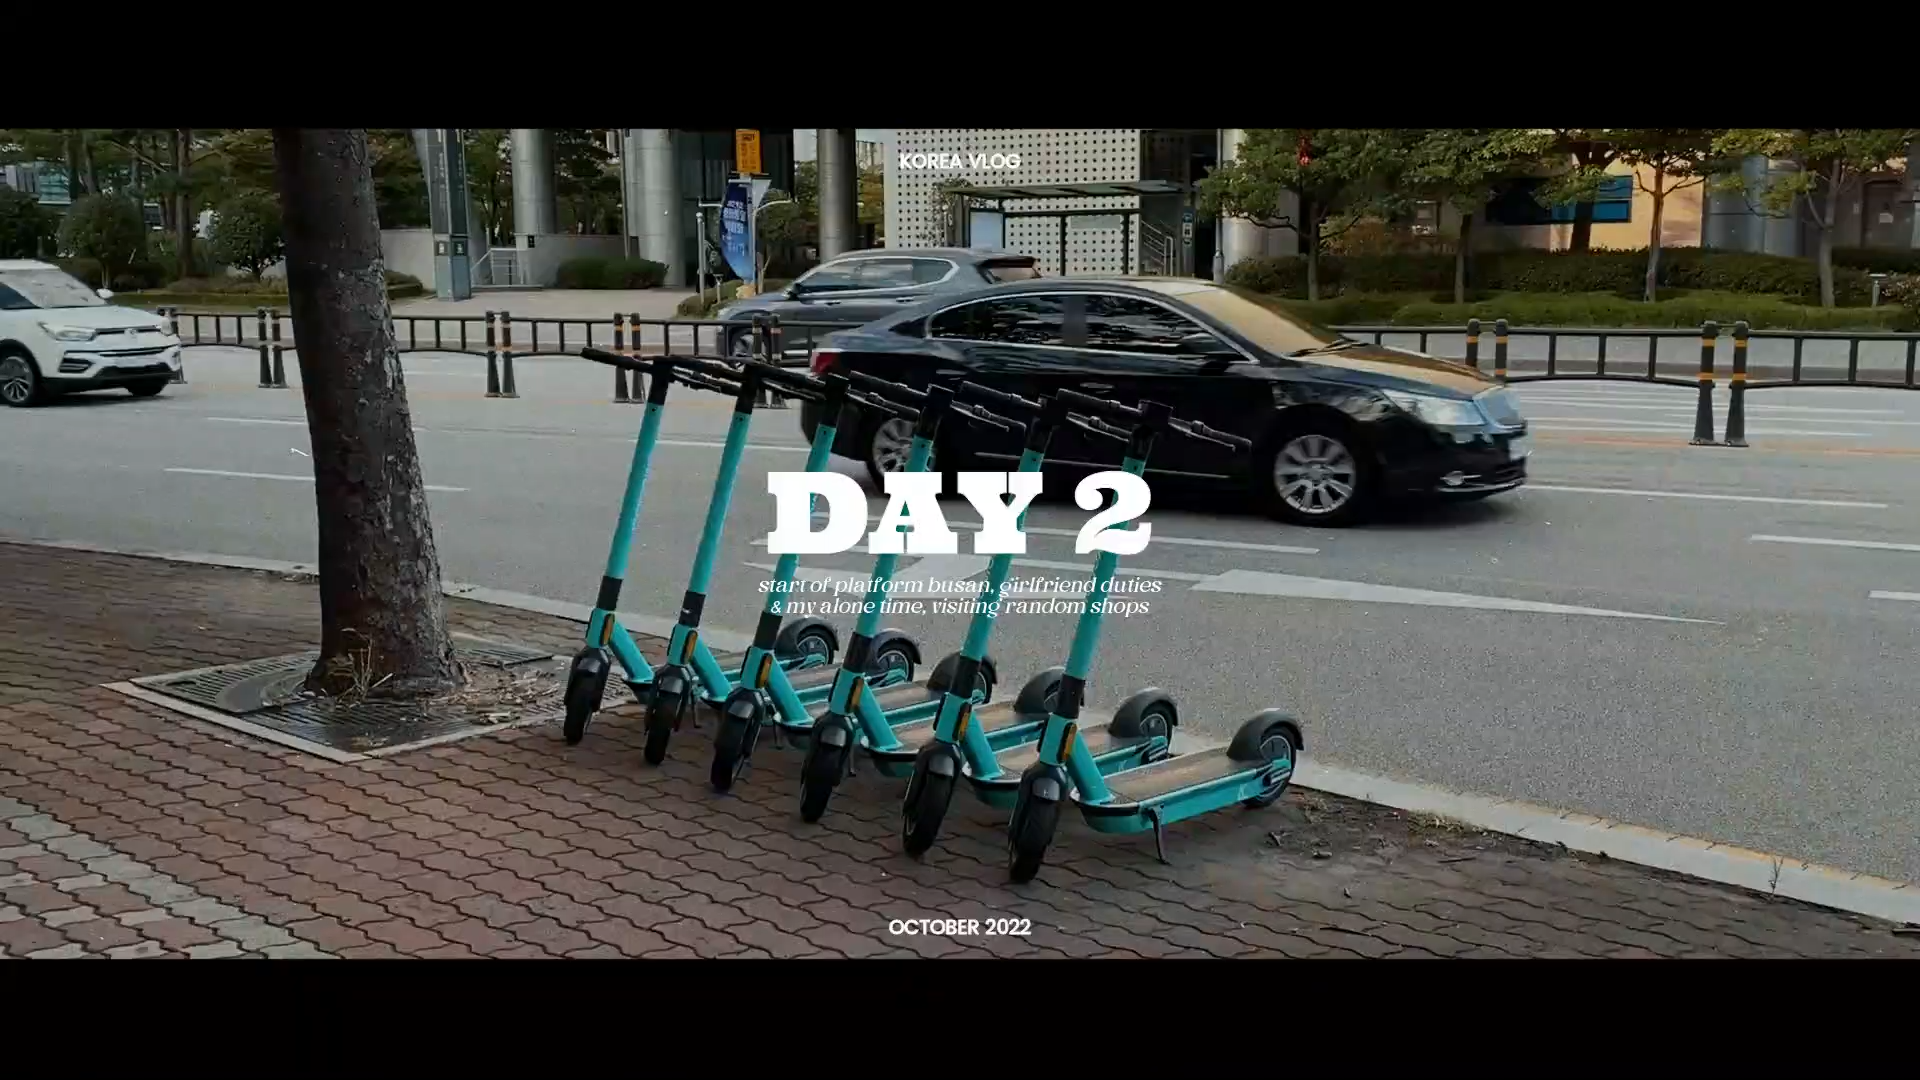 KOREA VLOG
DAY 2
start of platform busan, girlfriend duties
& my alone time, visiting random shops
OCTOBER 2022